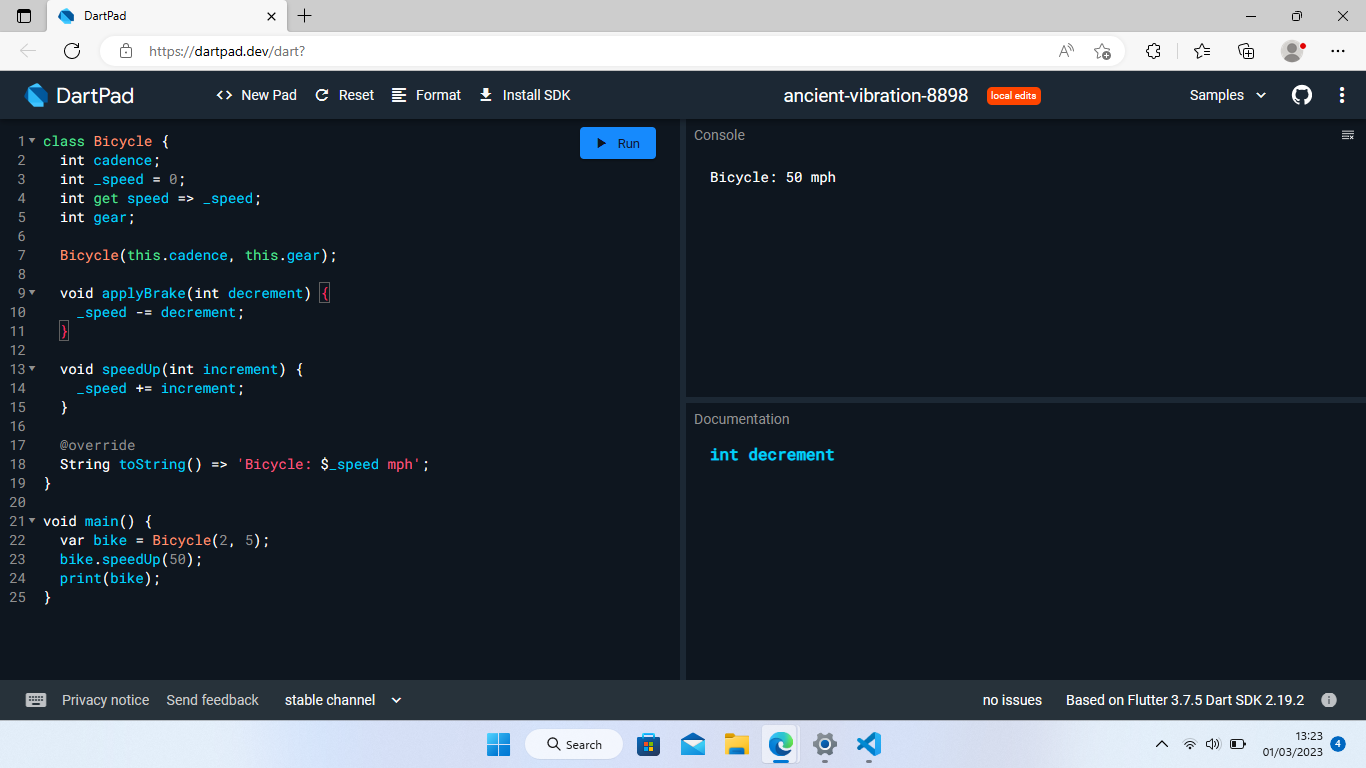 DartPad
https://dartpad.dev/dart?
DartPad
New Pad
Reset
Format
Install SDK
ancient-vibration-8898
local edits
Samples
1 class Bicycle {
2 int cadence;
3 int _speed = 0;
4 int get speed => _speed;
5 int gear;
6
7 Bicycle(this.cadence, this.gear);
8
9 void applyBrake(int decrement) {
10 _speed -= decrement;
11 }
12
13 void speedUp(int increment) {
14 _speed += increment;
15 }
16
17 @override
18 String toString() => 'Bicycle: $_speed mph';
19 }
20
21 void main() {
22 var bike = Bicycle(2, 5);
23 bike.speedUp(50);
24 print(bike);
25 }
Run
Console
Bicycle: 50 mph
Documentation
int decrement
Privacy notice
Send feedback
stable channel
no issues
Based on Flutter 3.7.5 Dart SDK 2.19.2
Search
13:23
01/03/2023
4